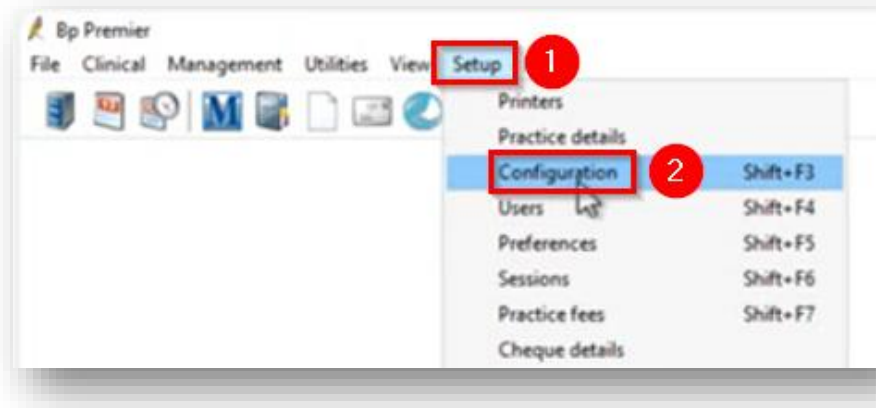 Bp Premier
File Clinical Management Utilities View Setup 1
Printers
Practice details
Configuration 2 Shift+F3
Users Shift+F4
Preferences Shift+F5
Sessions Shift+F6
Practice fees Shift+F7
Cheque details
M